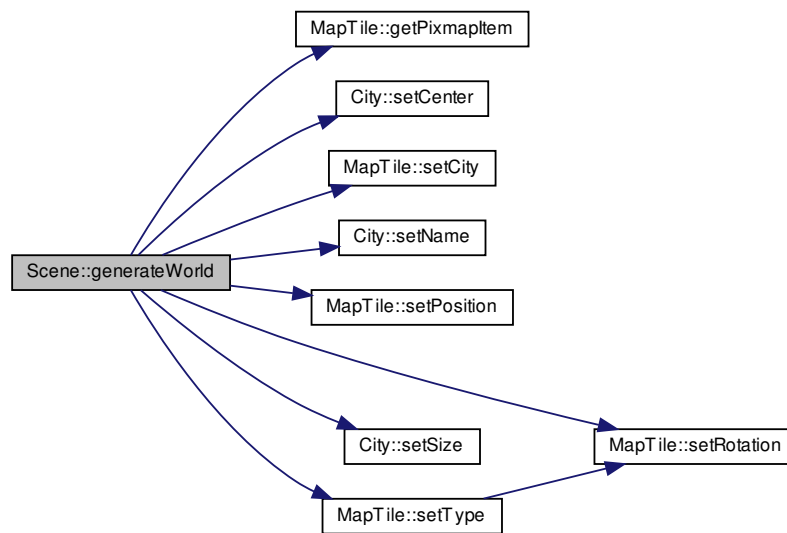 MapTile::getPixmapItem
City::setCenter
MapTile::setCity
City::setName
Scene::generateWorld
MapTile::setPosition
City::setSize
MapTile::setRotation
MapTile::setType